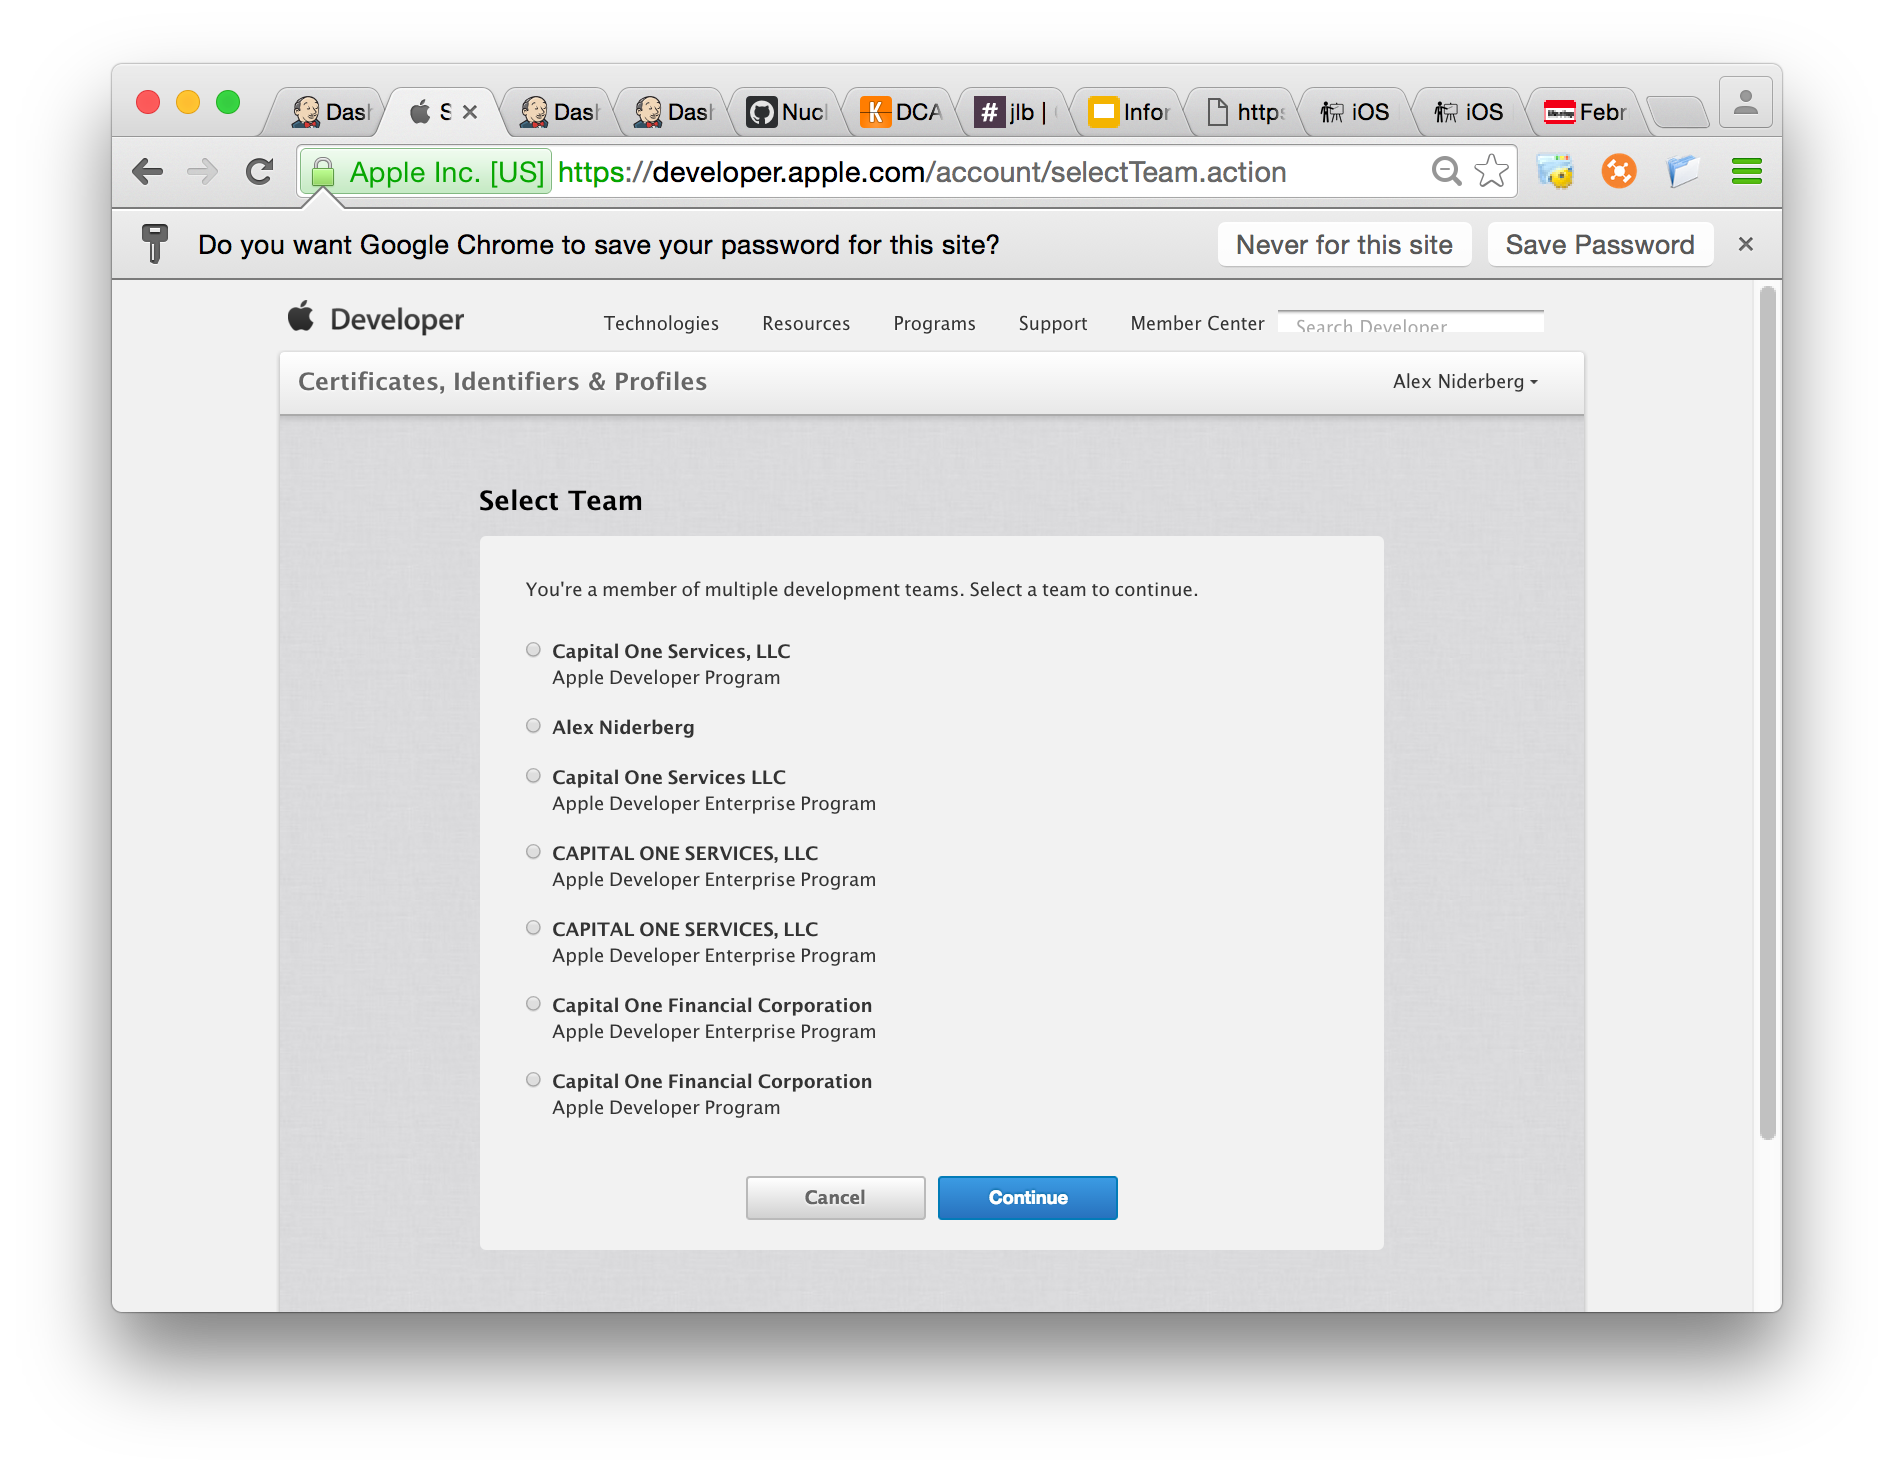 Dash
S
Dash
Dash
Nucl
DCA
jlb |
Infor
https
iOS
iOS
Febr
Apple Inc. [US] https://developer.apple.com/account/selectTeam.action
Do you want Google Chrome to save your password for this site? Never for this site Save Password
Developer Technologies Resources Programs Support Member Center Search Developer
Certificates, Identifiers & Profiles Alex Niderberg
Select Team
You're a member of multiple development teams. Select a team to continue.
Capital One Services, LLC
Apple Developer Program
Alex Niderberg
Capital One Services LLC
Apple Developer Enterprise Program
CAPITAL ONE SERVICES, LLC
Apple Developer Enterprise Program
CAPITAL ONE SERVICES, LLC
Apple Developer Enterprise Program
Capital One Financial Corporation
Apple Developer Enterprise Program
Capital One Financial Corporation
Apple Developer Program
Cancel Continue